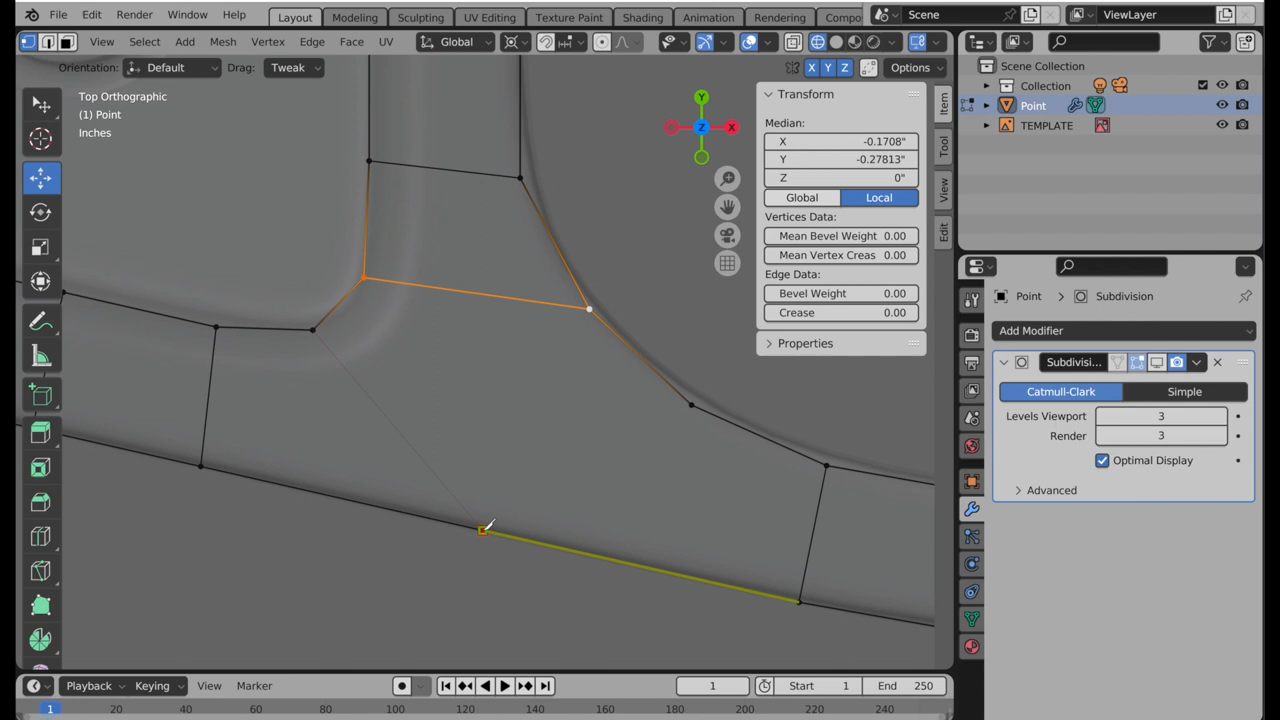 File Edit Render Window Help Layout Modeling Sculpting UV Editing Texture Paint Shading Animation Rendering Compo Scene ViewLayer
View Select Add Mesh Vertex Edge Face UV Global
Orientation: Default Drag: Tweak X Y Z Options
Top Orthographic
(1) Point
Inches
Y
Z X
Transform
Median:
X -0.1708"
Y -0.27813"
Z 0"
Global Local
Vertices Data:
Mean Bevel Weight 0.00
Mean Vertex Creas 0.00
Edge Data:
Bevel Weight 0.00
Crease 0.00
Properties
Item
Tool
View
Edit
Scene Collection
Collection
Point
TEMPLATE
Point Subdivision
Add Modifier
Subdivisi...
Catmull-Clark Simple
Levels Viewport 3
Render 3
Optimal Display
Advanced
Playback Keying View Marker 1 Start 1 End 250
1 20 40 60 80 100 120 140 160 180 200 220 240